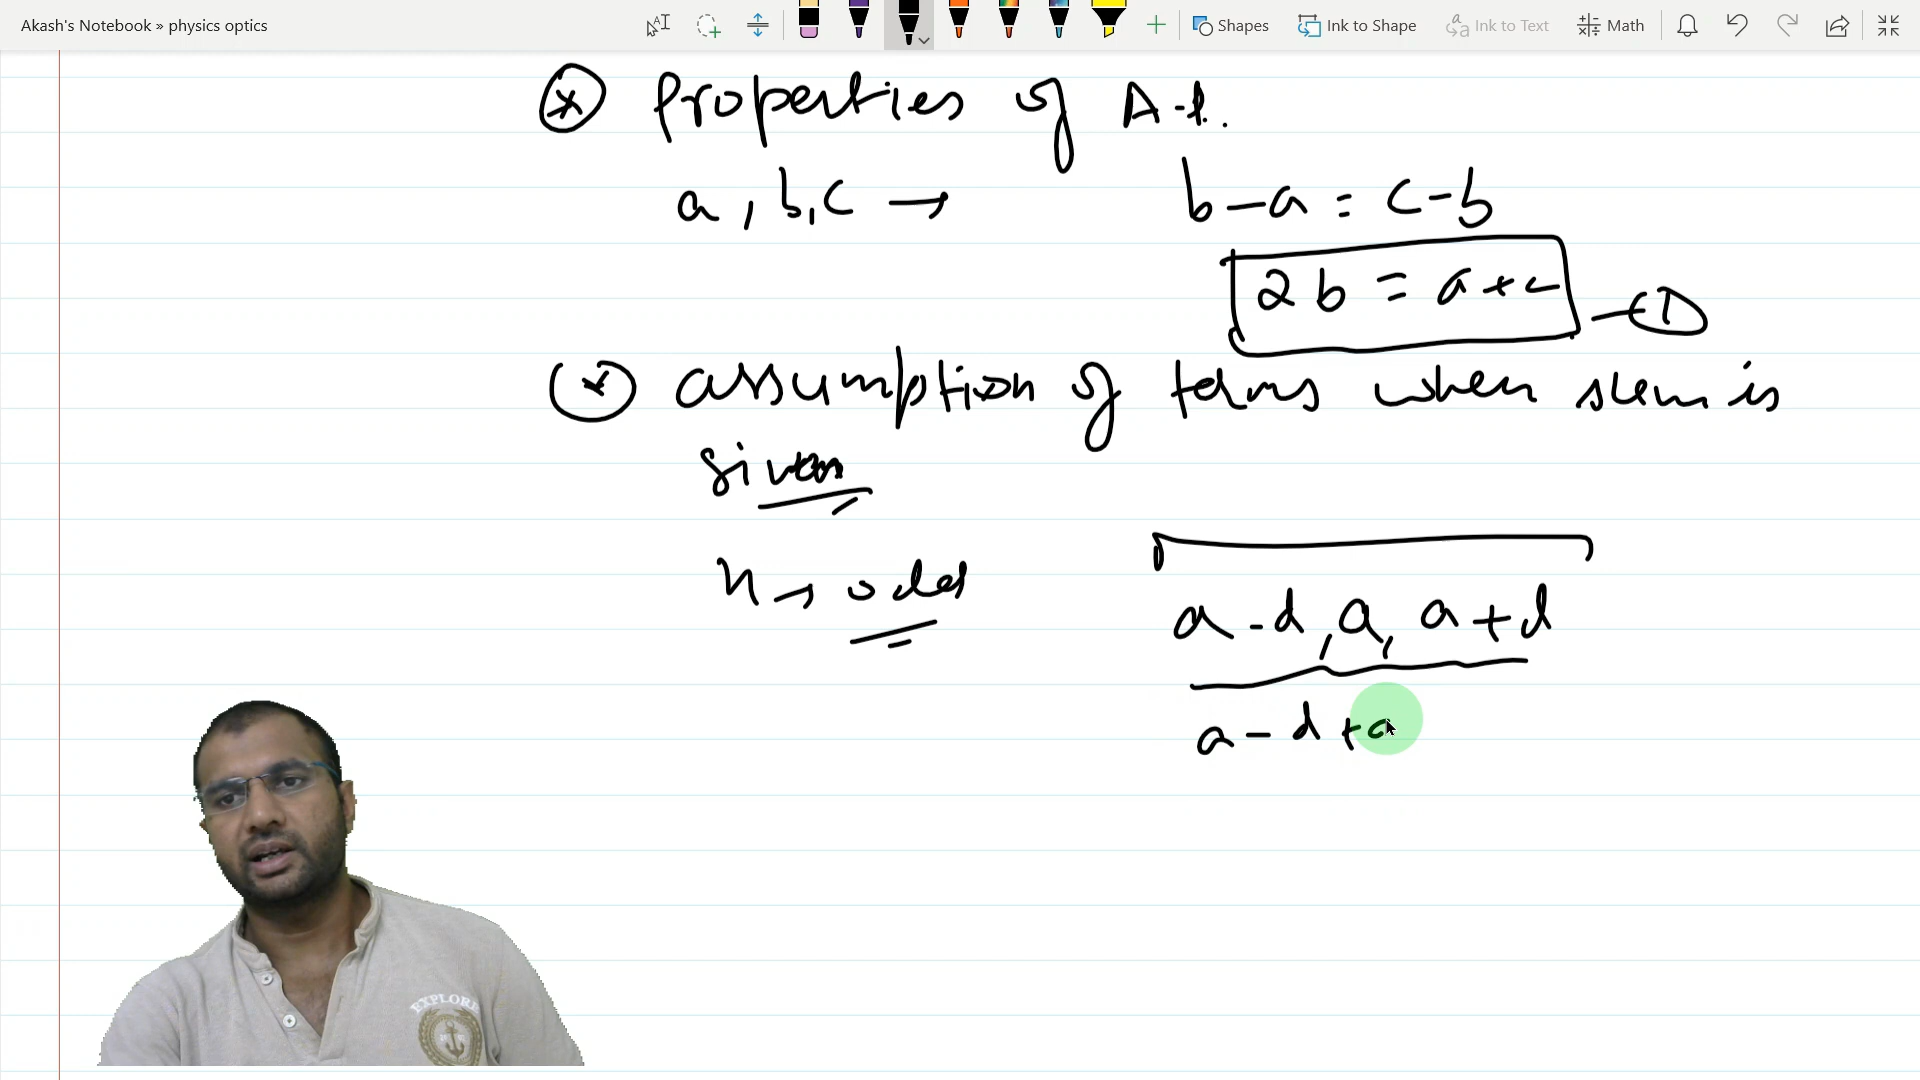 Akash's Notebook » physics optics
Ink to Shape
Shapes
Ink to Text
Math
Properties of A.P.
a, b, c → b - a = c - b
2b = a + c — ①
assumption of terms when sum is
given
n → odd
a - d, a, a + d
a - d + a
EXPLORE